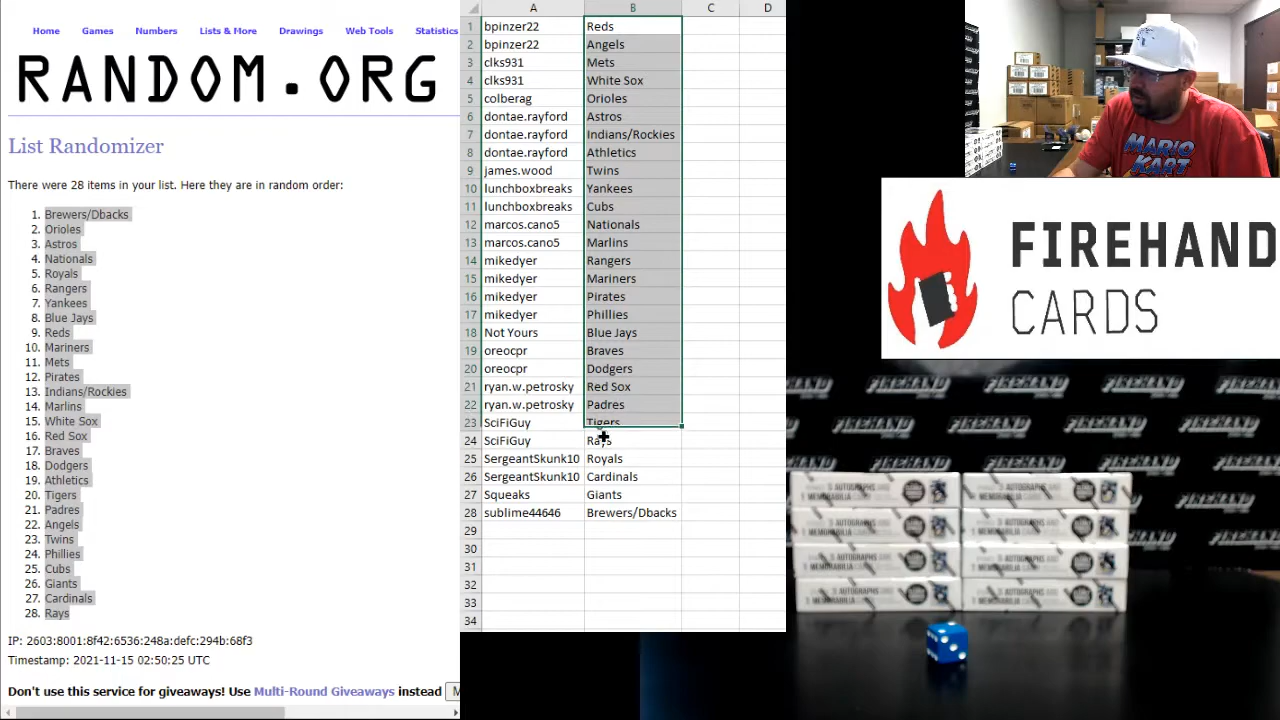 Home Games Numbers Lists & More Drawings Web Tools Statistics
RANDOM.ORG
List Randomizer
There were 28 items in your list. Here they are in random order:
1. Brewers/Dbacks
2. Orioles
3. Astros
4. Nationals
5. Royals
6. Rangers
7. Yankees
8. Blue Jays
9. Reds
10. Mariners
11. Mets
12. Pirates
13. Indians/Rockies
14. Marlins
15. White Sox
16. Red Sox
17. Braves
18. Dodgers
19. Athletics
20. Tigers
21. Padres
22. Angels
23. Twins
24. Phillies
25. Cubs
26. Giants
27. Cardinals
28. Rays
IP: 2603:8001:8f42:6536:248a:defc:294b:68f3
Timestamp: 2021-11-15 02:50:25 UTC
Don't use this service for giveaways! Use Multi-Round Giveaways instead
A B C D
1 bpinzer22 Reds
2 bpinzer22 Angels
3 clks931 Mets
4 clks931 White Sox
5 colberag Orioles
6 dontae.rayford Astros
7 dontae.rayford Indians/Rockies
8 dontae.rayford Athletics
9 james.wood Twins
10 lunchboxbreaks Yankees
11 lunchboxbreaks Cubs
12 marcos.cano5 Nationals
13 marcos.cano5 Marlins
14 mikedyer Rangers
15 mikedyer Mariners
16 mikedyer Pirates
17 mikedyer Phillies
18 Not Yours Blue Jays
19 oreocpr Braves
20 oreocpr Dodgers
21 ryan.w.petrosky Red Sox
22 ryan.w.petrosky Padres
23 SciFiGuy Tigers
24 SciFiGuy Rays
25 SergeantSkunk10 Royals
26 SergeantSkunk10 Cardinals
27 Squeaks Giants
28 sublime44646 Brewers/Dbacks
29
30
31
32
33
34
MARIO
KART
FIREHAND
CARDS
FIREHAND FIREHAND FIREHAND